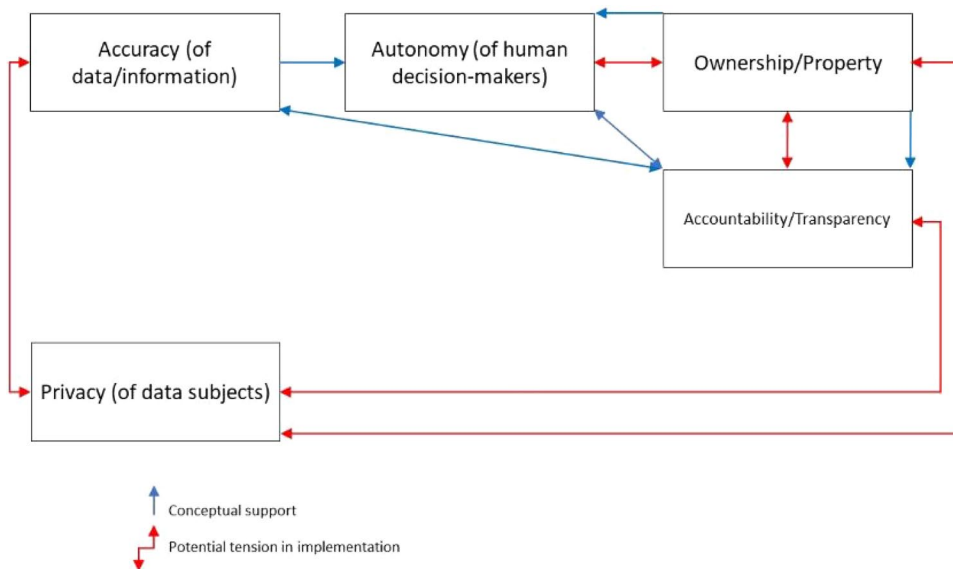 Accuracy (of
data/information)
Autonomy (of human
decision-makers)
Ownership/Property
Accountability/Transparency
Privacy (of data subjects)
Conceptual support
Potential tension in implementation